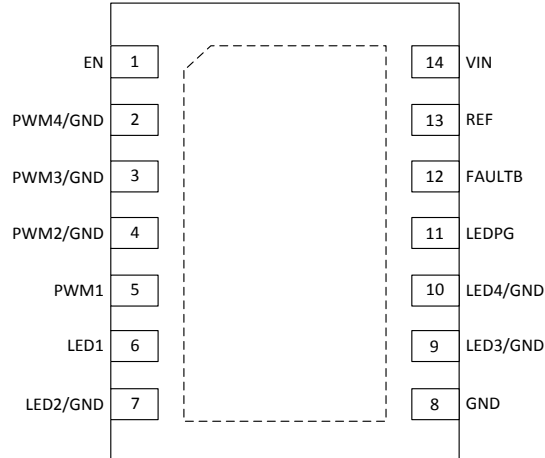 EN 1 14 VIN
PWM4/GND 2 13 REF
PWM3/GND 3 12 FAULTB
PWM2/GND 4 11 LEDPG
PWM1 5 10 LED4/GND
LED1 6 9 LED3/GND
LED2/GND 7 8 GND